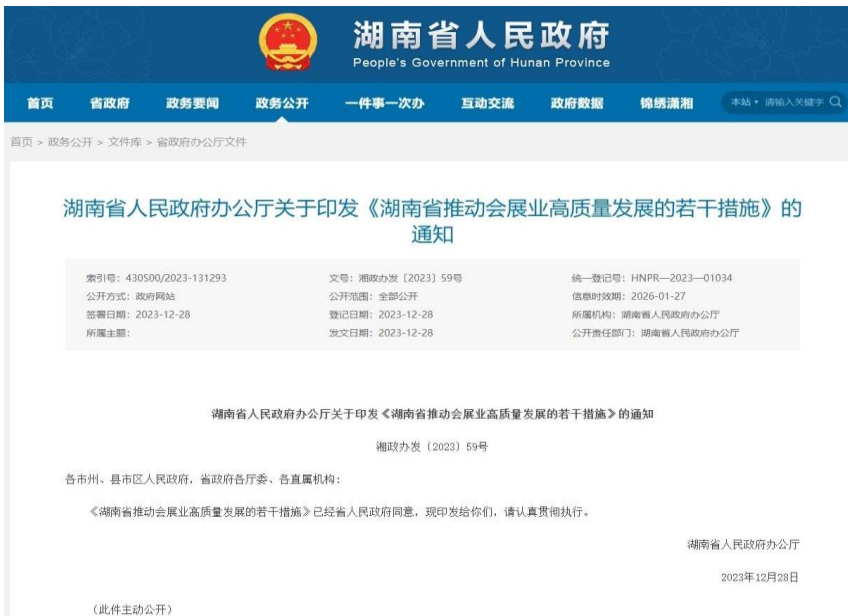 湖南省人民政府
People's Government of Hunan Province
首页 省政府 政务要闻 政务公开 一件事一次办 互动交流 政府数据 锦绣潇湘 本站 · 请输入关键字
首页 > 政务公开 > 文件库 > 省政府办公厅文件
湖南省人民政府办公厅关于印发《湖南省推动会展业高质量发展的若干措施》的
通知
索引号：430S00/2023-131293 文号：湘政办发〔2023〕59号 统一登记号：HNPR—2023—01034
公开方式：政府网站 公开范围：全部公开 信息时效期：2026-01-27
签署日期：2023-12-28 登记日期：2023-12-28 所属机构：湖南省人民政府办公厅
所属主题： 发文日期：2023-12-28 公开责任部门：湖南省人民政府办公厅
湖南省人民政府办公厅关于印发《湖南省推动会展业高质量发展的若干措施》的通知
湘政办发〔2023〕59号
各市州、县市区人民政府，省政府各厅委、各直属机构：
《湖南省推动会展业高质量发展的若干措施》已经省人民政府同意，现印发给你们，请认真贯彻执行。
湖南省人民政府办公厅
2023年12月28日
（此件主动公开）